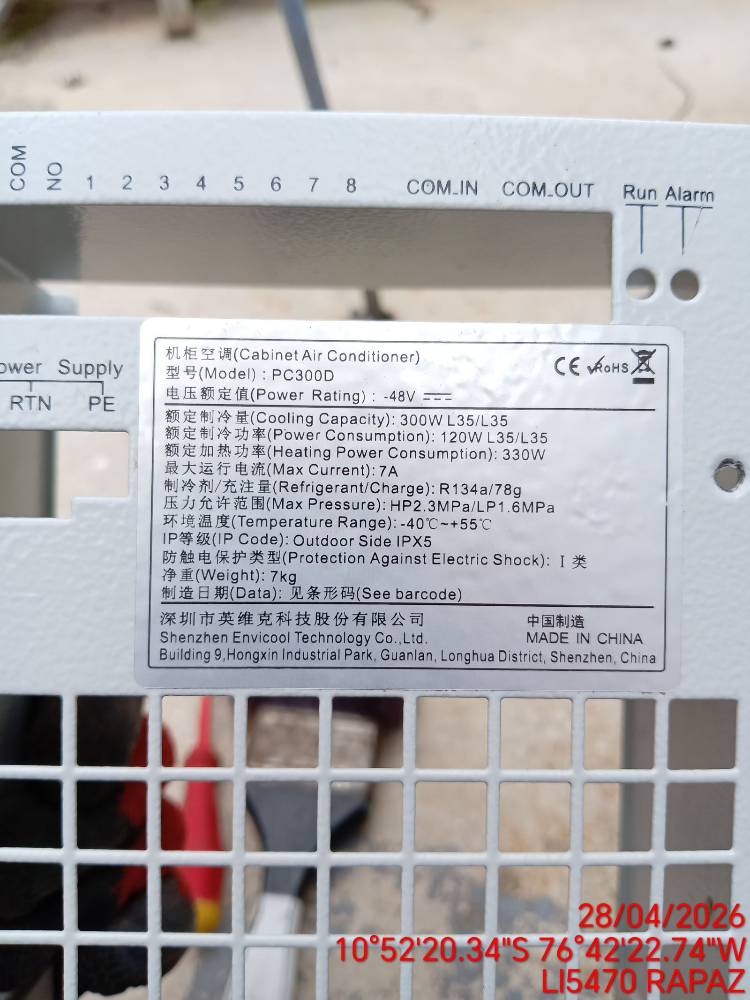 COM NO 1 2 3 4 5 6 7 8 COM_IN COM_OUT Run Alarm
Supply
RTN PE
机柜空调(Cabinet Air Conditioner)
型号(Model) : PC300D
电压额定值(Power Rating) : -48V
CE RoHS
额定制冷量(Cooling Capacity): 300W L35/L35
额定制冷功率(Power Consumption): 120W L35/L35
额定加热功率(Heating Power Consumption): 330W
最大运行电流(Max Current): 7A
制冷剂/充注量(Refrigerant/Charge): R134a/78g
压力允许范围(Max Pressure): HP2.3MPa/LP1.6MPa
环境温度(Temperature Range): -40℃~+55℃
IP等级(IP Code): Outdoor Side IPX5
防触电保护类型(Protection Against Electric Shock): I 类
净重(Weight): 7kg
制造日期(Data): 见条形码(See barcode)
深圳市英维克科技股份有限公司
中国制造
Shenzhen Envicool Technology Co.,Ltd.
MADE IN CHINA
Building 9,Hongxin Industrial Park, Guanlan, Longhua District, Shenzhen, China
28/04/2026
10°52'20.34"S 76°42'22.74"W
LI5470 RAPAZ